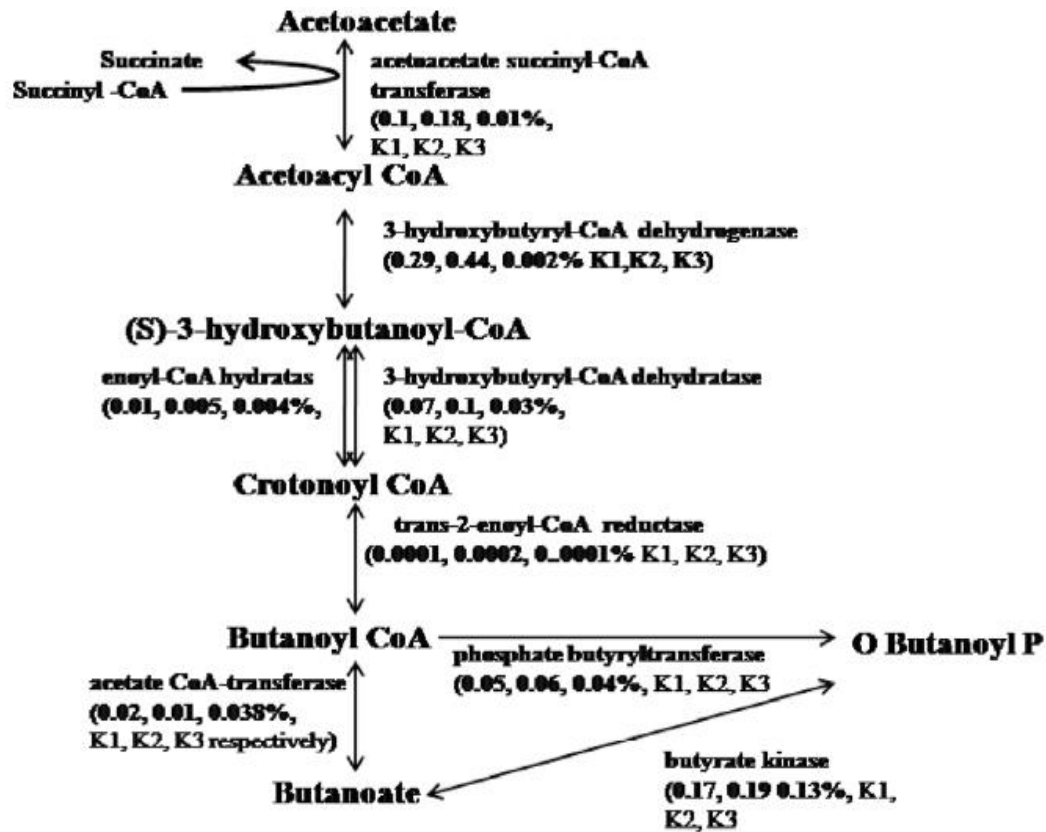 Acetoacetate
Succinate
Succinyl -CoA
acetoacetate succinyl-CoA
transferase
(0.1, 0.18, 0.01%,
K1, K2, K3
Acetoacyl CoA
3-hydroxybutyryl-CoA dehydrogenase
(0.29, 0.44, 0.002% K1,K2, K3)
(S)-3-hydroxybutanoyl-CoA
enoyl-CoA hydratas
(0.01, 0.005, 0.004%,
3-hydroxybutyryl-CoA dehydratase
(0.07, 0.1, 0.03%,
K1, K2, K3)
Crotonoyl CoA
trans-2-enoyl-CoA reductase
(0.0001, 0.0002, 0..0001% K1, K2, K3)
Butanoyl CoA
O Butanoyl P
phosphate butyryltransferase
(0.05, 0.06, 0.04%, K1, K2, K3
acetate CoA-transferase
(0.02, 0.01, 0.038%,
K1, K2, K3 respectively)
Butanoate
butyrate kinase
(0.17, 0.19 0.13%, K1,
K2, K3